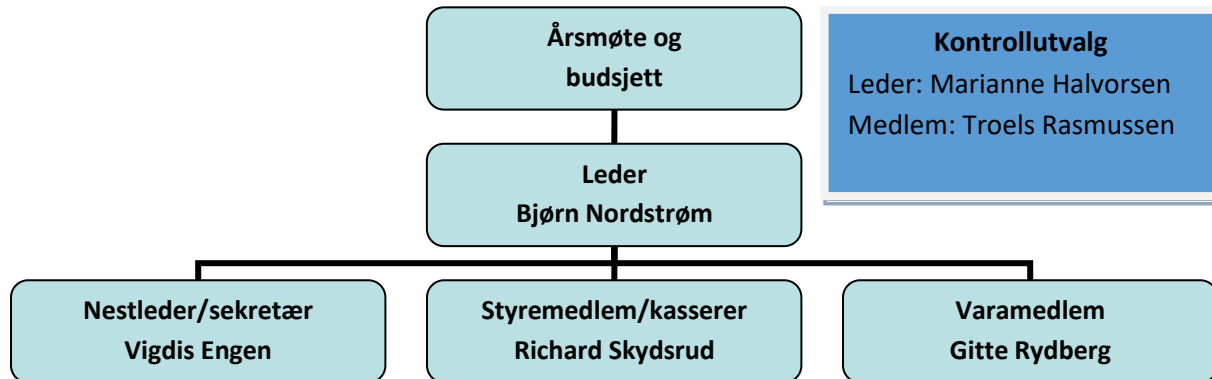 Årsmøte og
budsjett
Kontrollutvalg
Leder: Marianne Halvorsen
Medlem: Troels Rasmussen
Leder
Bjørn Nordstrøm
Nestleder/sekretær
Vigdis Engen
Styremedlem/kasserer
Richard Skydsrud
Varamedlem
Gitte Rydberg